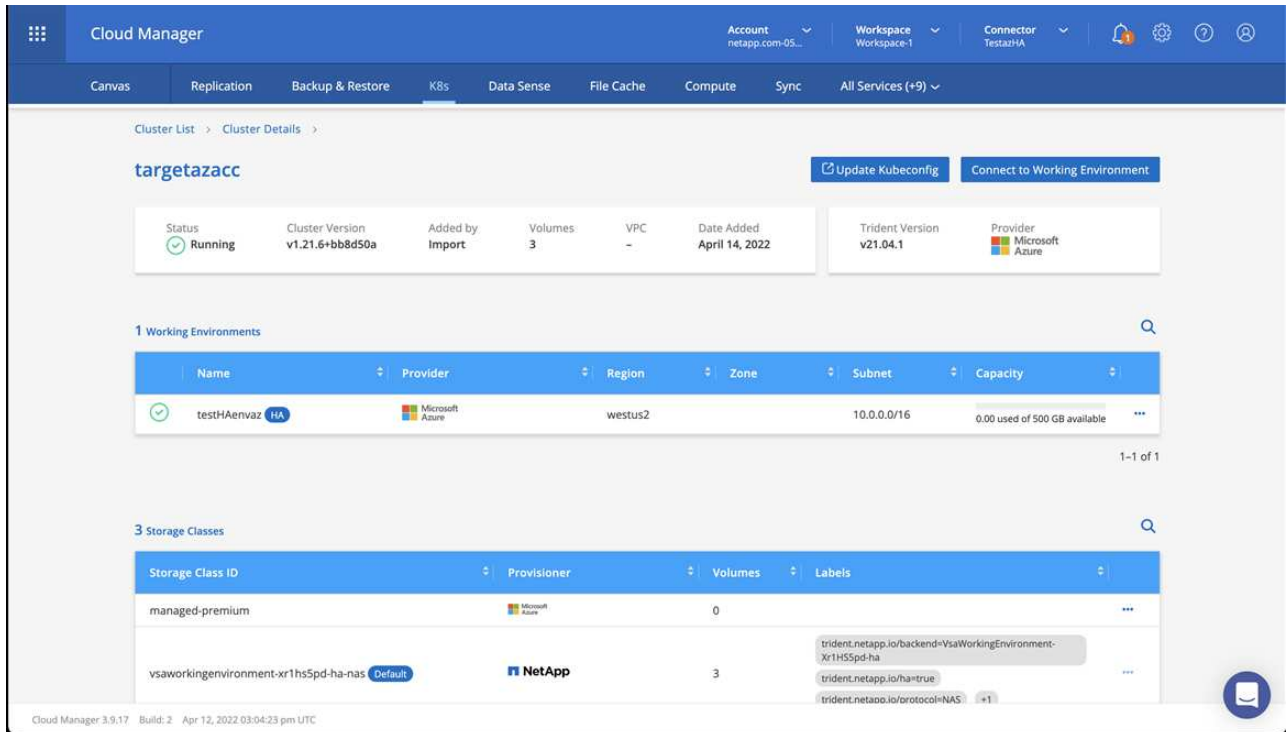 Cloud Manager
Account
netapp.com-05...
Workspace
Workspace-1
Connector
TestazHA
1
Canvas
Replication
Backup & Restore
K8s
Data Sense
File Cache
Compute
Sync
All Services (+9)
Cluster List > Cluster Details >
targetazacc
Update Kubeconfig
Connect to Working Environment
Status
Running
Cluster Version
v1.21.6+bb8d50a
Added by
Import
Volumes
3
VPC
–
Date Added
April 14, 2022
Trident Version
v21.04.1
Provider
Microsoft
Azure
1 Working Environments
Name Provider Region Zone Subnet Capacity
testHAenvaz HA
Microsoft
Azure
westus2
10.0.0.0/16
0.00 used of 500 GB available
1–1 of 1
3 Storage Classes
Storage Class ID Provisioner Volumes Labels
managed-premium
Microsoft
Azure
0
vsaworkingenvironment-xr1hs5pd-ha-nas Default
NetApp
3
trident.netapp.io/backend=VsaWorkingEnvironment-
Xr1HS5pd-ha
trident.netapp.io/ha=true
trident.netapp.io/protocol=NAS +1
Cloud Manager 3.9.17 Build: 2 Apr 12, 2022 03:04:23 pm UTC